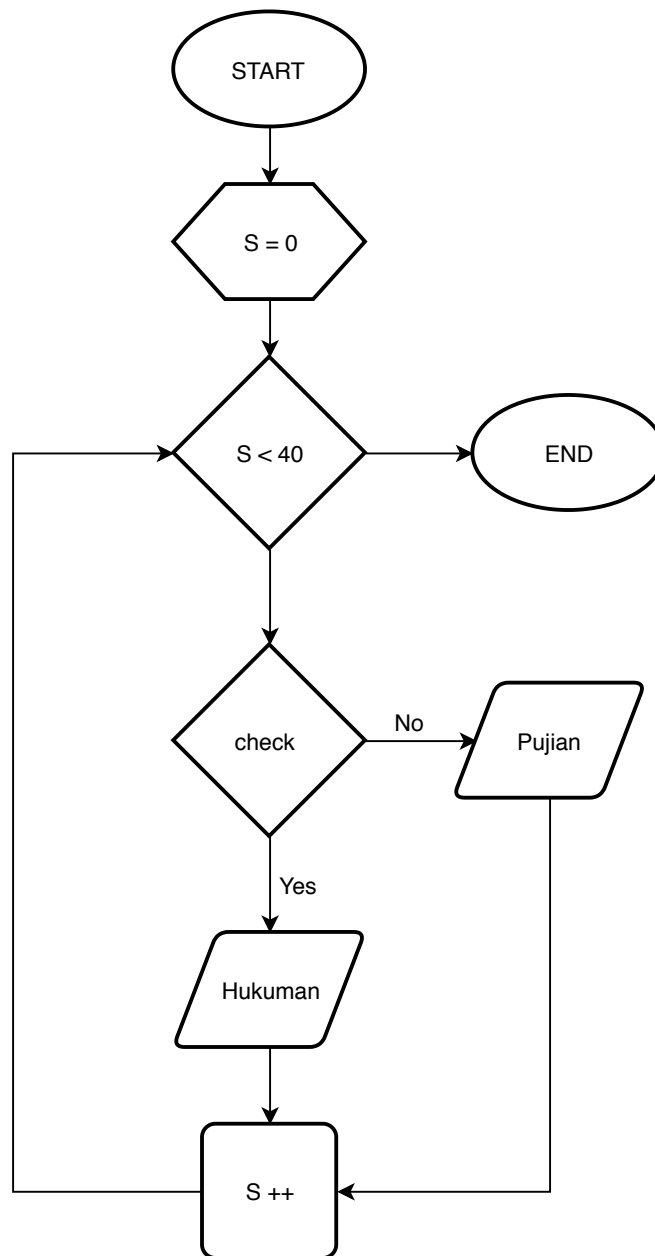 START
S = 0
S < 40
END
check
No
Pujian
Yes
Hukuman
S ++